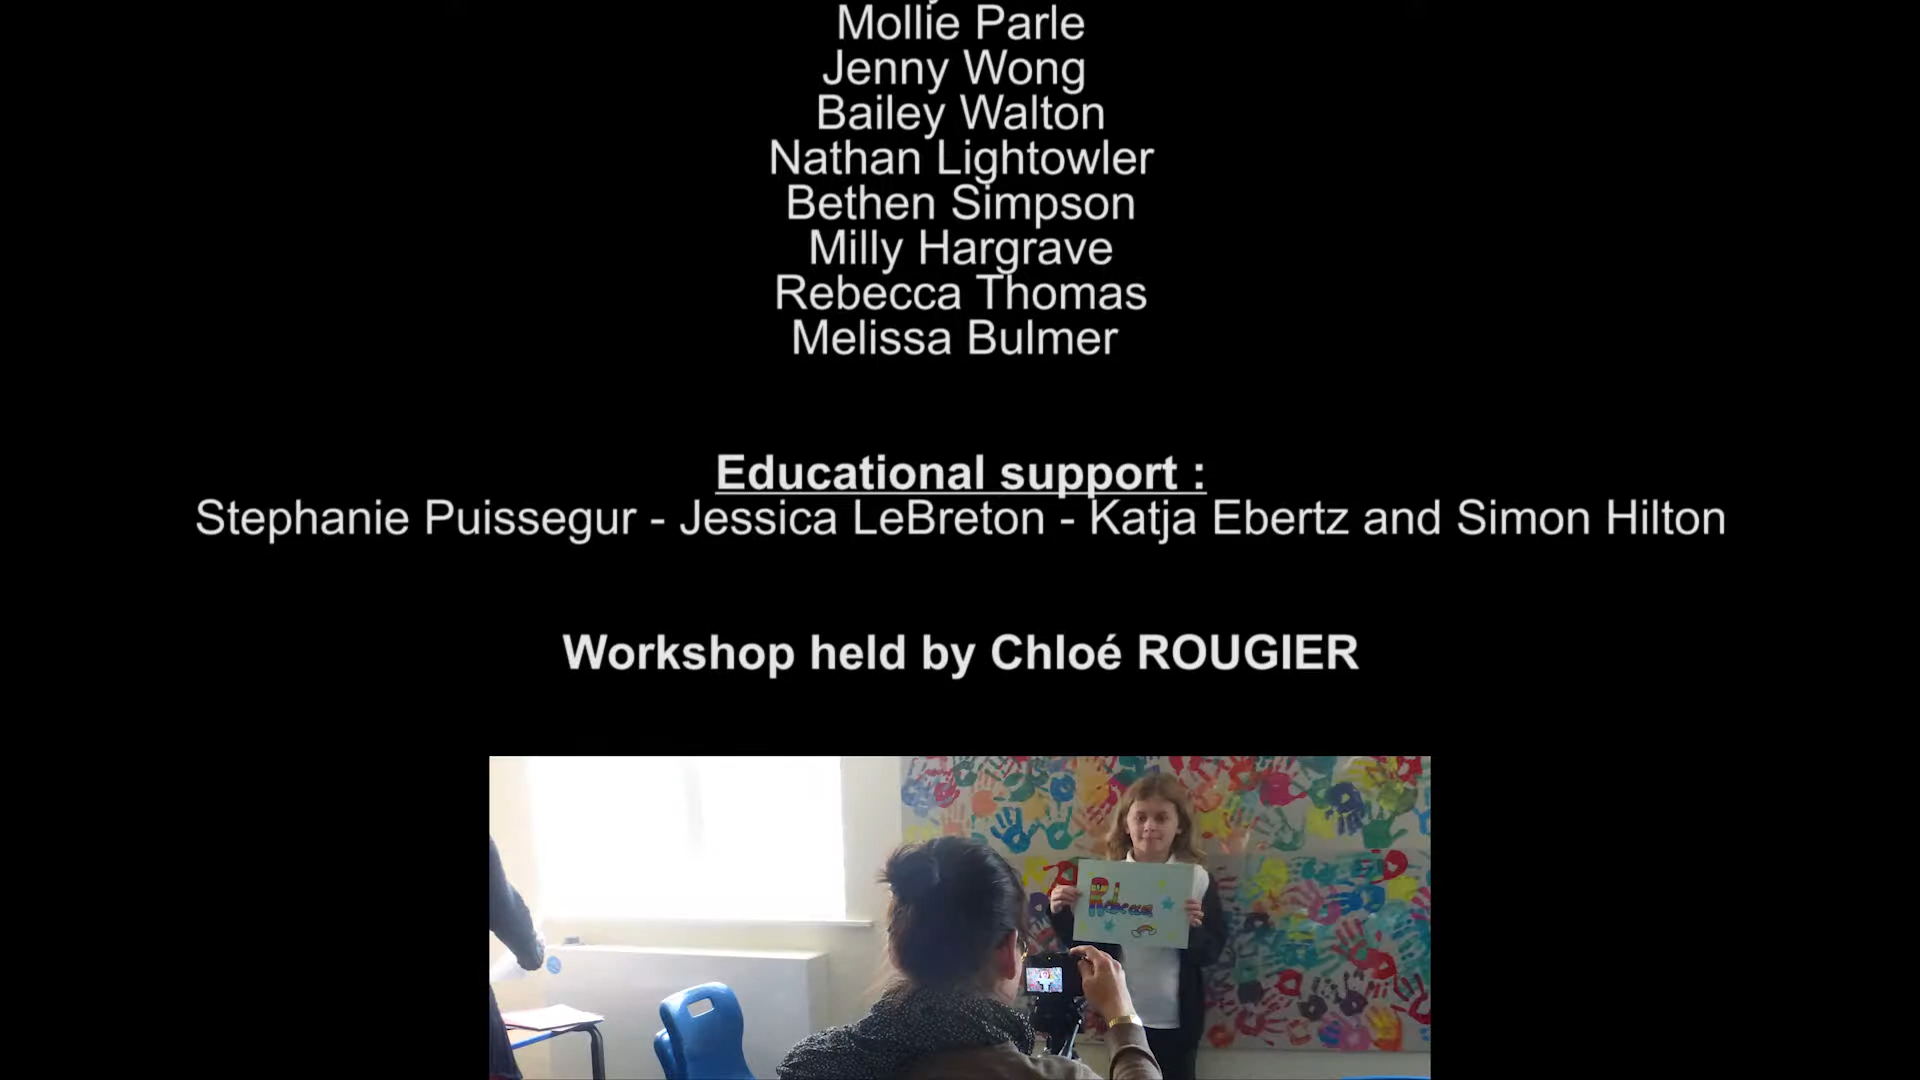 Mollie Parle
Jenny Wong
Bailey Walton
Nathan Lightowler
Bethen Simpson
Milly Hargrave
Rebecca Thomas
Melissa Bulmer
Educational support :
Stephanie Puissegur - Jessica LeBreton - Katja Ebertz and Simon Hilton
Workshop held by Chloé ROUGIER
Rebecca